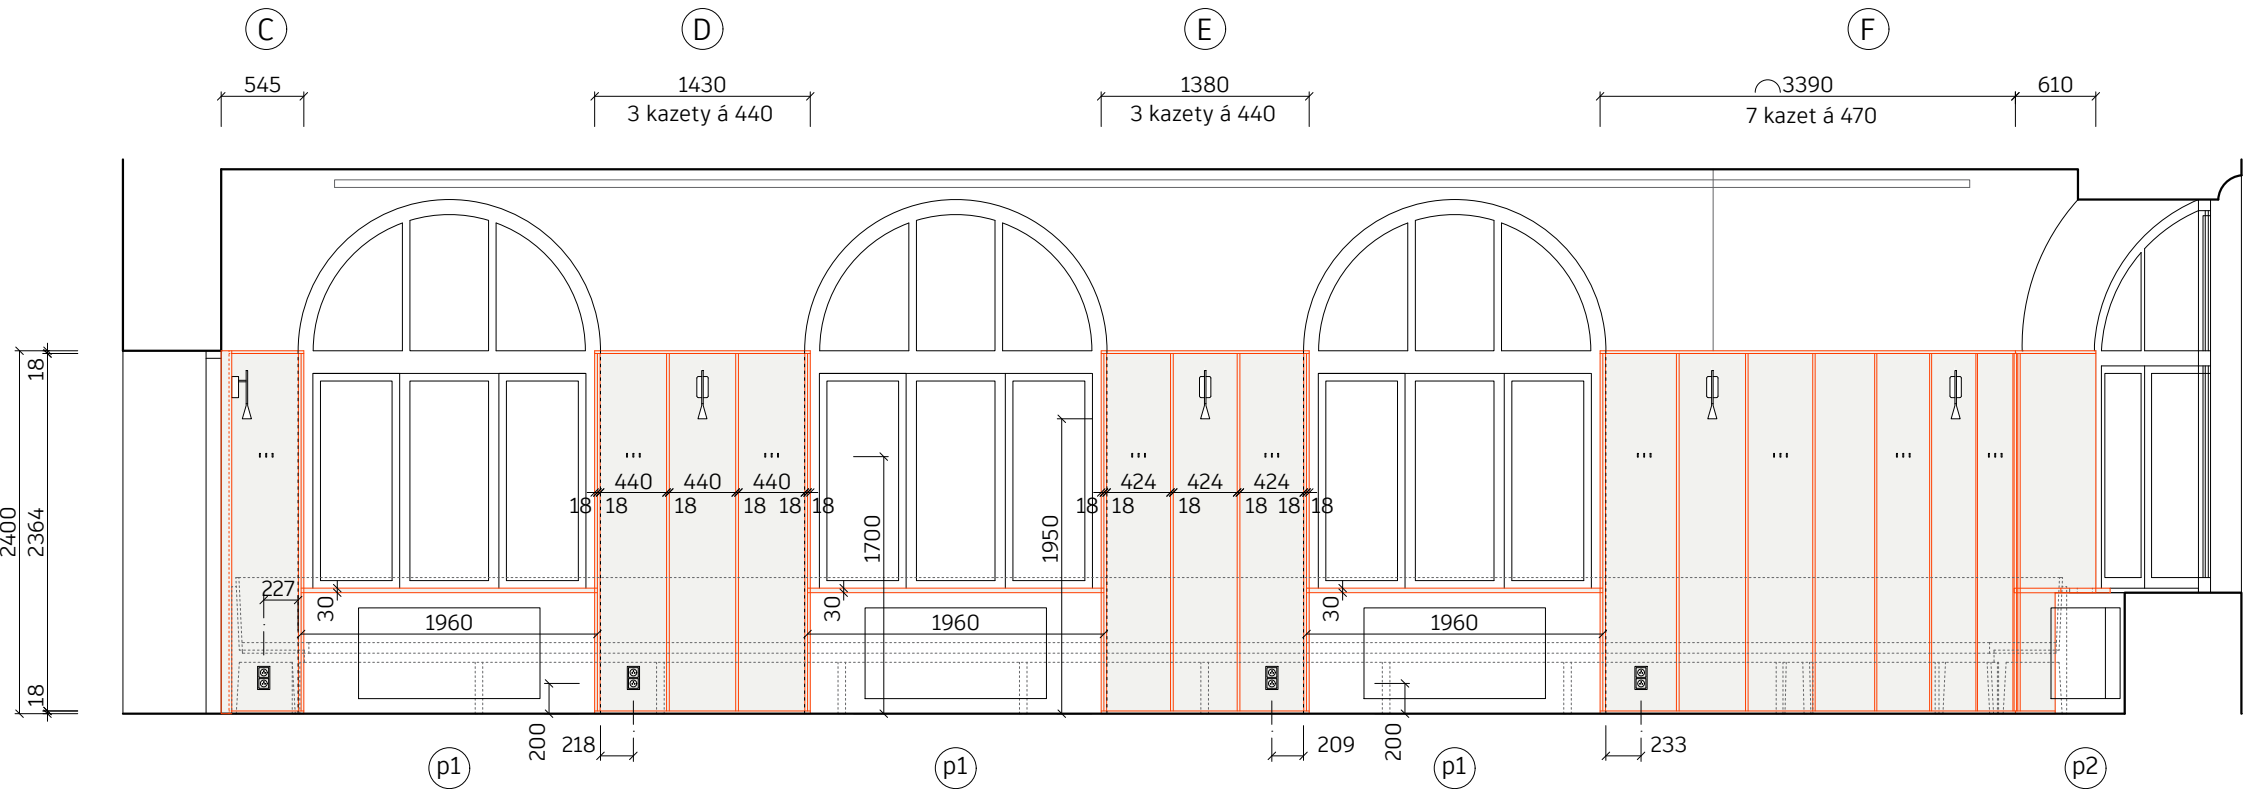 C D E F
545 1430 1380 3390 610
3 kazety á 440 3 kazety á 440 7 kazet á 470
18
440 440 440 424 424 424
18 18 18 18 18 18 18 18 18 18
2400 2364 1700 1950
227
30 30 30
1960 1960 1960
18
200 218 209 200 233
p1 p1 p1 p2